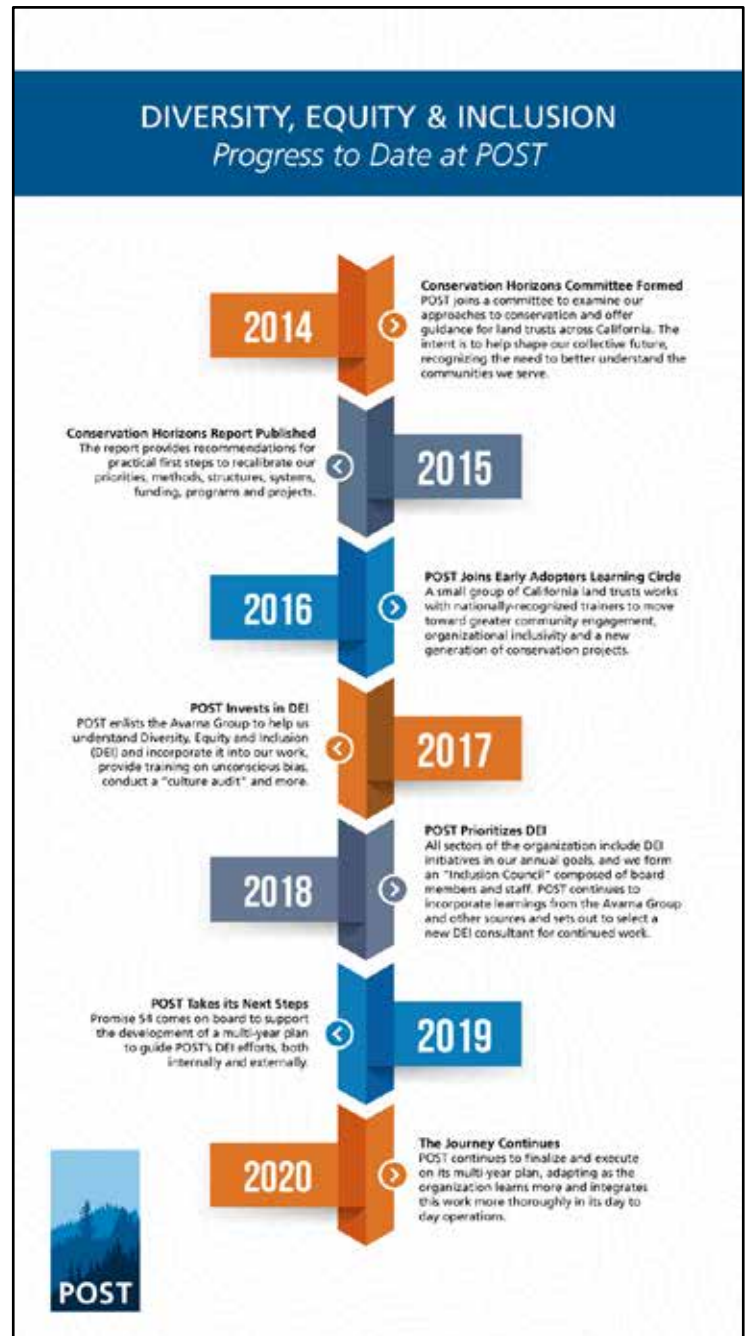 DIVERSITY, EQUITY & INCLUSION
Progress to Date at POST
2014
Conservation Horizons Committee Formed
POST joins a committee to examine our
approaches to conservation and offer
guidance for land trusts across California. The
intent is to help shape our collective future,
recognizing the need to better understand the
communities we serve.
Conservation Horizons Report Published
The report provides recommendations for
practical first steps to recalibrate our
priorities, methods, structures, systems,
funding, programs and projects.
2015
2016
POST Joins Early Adopters Learning Circle
A small group of California land trusts works
with nationally-recognized trainers to move
toward greater community engagement,
organizational inclusivity and a new
generation of conservation projects.
POST Invests in DEI
POST enlists the Avarna Group to help us
understand Diversity, Equity and Inclusion
(DEI) and incorporate it into our work,
provide training on unconscious bias,
conduct a "culture audit" and more.
2017
2018
POST Prioritizes DEI
All sectors of the organization include DEI
initiatives in our annual goals, and we form
an "Inclusion Council" composed of board
members and staff. POST continues to
incorporate learnings from the Avarna Group
and other sources and sets out to select a
new DEI consultant for continued work.
POST Takes its Next Steps
Promise 54 comes on board to support
the development of a multi-year plan
to guide POST's DEI efforts, both
internally and externally.
2019
2020
The Journey Continues
POST continues to finalize and execute
on its multi-year plan, adapting as the
organization learns more and integrates
this work more thoroughly in its day to
day operations.
POST